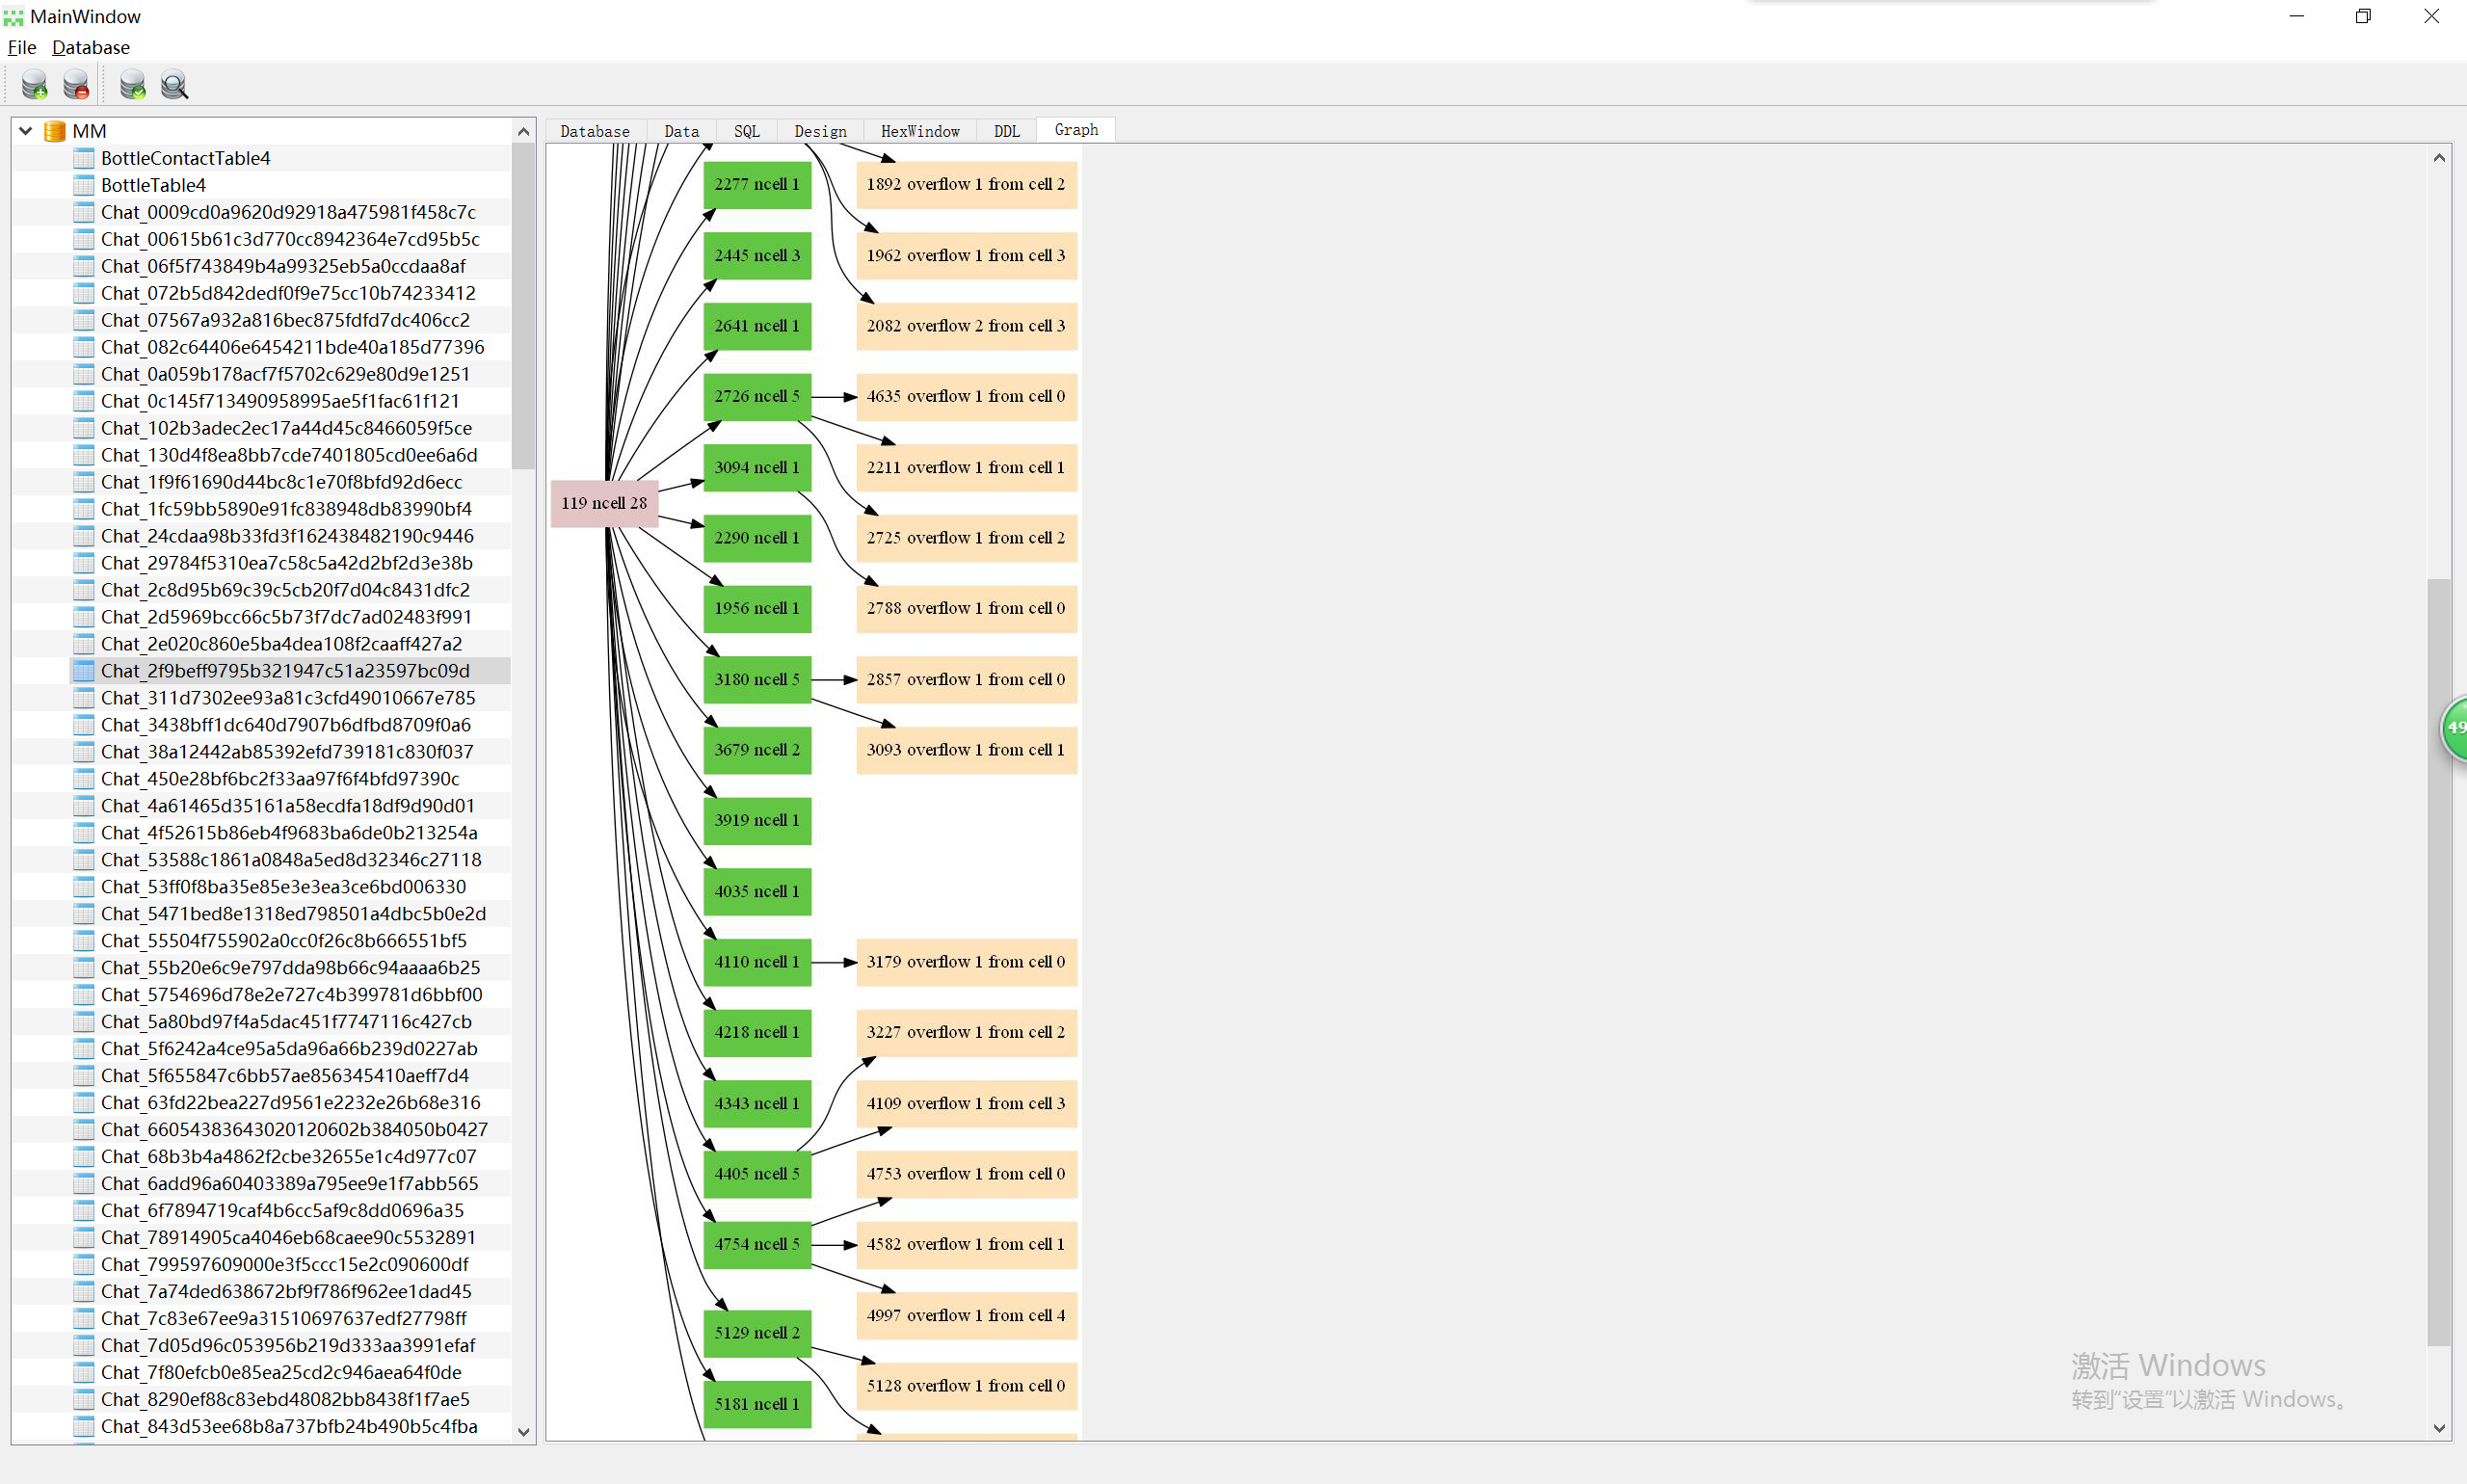 MainWindow
File Database
MM
BottleContactTable4
BottleTable4
Chat_0009cd0a9620d92918a475981f458c7c
Chat_00615b61c3d770cc8942364e7cd95b5c
Chat_06f5f743849b4a99325eb5a0ccdaa8af
Chat_072b5d842dedf0f9e75cc10b74233412
Chat_07567a932a816bec875fdfd7dc406cc2
Chat_082c64406e6454211bde40a185d77396
Chat_0a059b178acf7f5702c629e80d9e1251
Chat_0c145f713490958995ae5f1fac61f121
Chat_102b3adec2ec17a44d45c8466059f5ce
Chat_130d4f8ea8bb7cde7401805cd0ee6a6d
Chat_1f9f61690d44bc8c1e70f8bfd92d6ecc
Chat_1fc59bb5890e91fc838948db83990bf4
Chat_24cdaa98b33fd3f162438482190c9446
Chat_29784f5310ea7c58c5a42d2bf2d3e38b
Chat_2c8d95b69c39c5cb20f7d04c8431dfc2
Chat_2d5969bcc66c5b73f7dc7ad02483f991
Chat_2e020c860e5ba4dea108f2caaff427a2
Chat_2f9beff9795b321947c51a23597bc09d
Chat_311d7302ee93a81c3cfd49010667e785
Chat_3438bff1dc640d7907b6dfbd8709f0a6
Chat_38a12442ab85392efd739181c830f037
Chat_450e28bf6bc2f33aa97f6f4bfd97390c
Chat_4a61465d35161a58ecdfa18df9d90d01
Chat_4f52615b86eb4f9683ba6de0b213254a
Chat_53588c1861a0848a5ed8d32346c27118
Chat_53ff0f8ba35e85e3e3ea3ce6bd006330
Chat_5471bed8e1318ed798501a4dbc5b0e2d
Chat_55504f755902a0cc0f26c8b666551bf5
Chat_55b20e6c9e797dda98b66c94aaaa6b25
Chat_5754696d78e2e727c4b399781d6bbf00
Chat_5a80bd97f4a5dac451f7747116c427cb
Chat_5f6242a4ce95a5da96a66b239d0227ab
Chat_5f655847c6bb57ae856345410aeff7d4
Chat_63fd22bea227d9561e2232e26b68e316
Chat_66054383643020120602b384050b0427
Chat_68b3b4a4862f2cbe32655e1c4d977c07
Chat_6add96a60403389a795ee9e1f7abb565
Chat_6f7894719caf4b6cc5af9c8dd0696a35
Chat_78914905ca4046eb68caee90c5532891
Chat_799597609000e3f5ccc15e2c090600df
Chat_7a74ded638672bf9f786f962ee1dad45
Chat_7c83e67ee9a31510697637edf27798ff
Chat_7d05d96c053956b219d333aa3991efaf
Chat_7f80efcb0e85ea25cd2c946aea64f0de
Chat_8290ef88c83ebd48082bb8438f1f7ae5
Chat_843d53ee68b8a737bfb24b490b5c4fba
Database Data SQL Design HexWindow DDL Graph
119 ncell 28
2277 ncell 1
2445 ncell 3
2641 ncell 1
2726 ncell 5
3094 ncell 1
2290 ncell 1
1956 ncell 1
3180 ncell 5
3679 ncell 2
3919 ncell 1
4035 ncell 1
4110 ncell 1
4218 ncell 1
4343 ncell 1
4405 ncell 5
4754 ncell 5
5129 ncell 2
5181 ncell 1
1892 overflow 1 from cell 2
1962 overflow 1 from cell 3
2082 overflow 2 from cell 3
4635 overflow 1 from cell 0
2211 overflow 1 from cell 1
2725 overflow 1 from cell 2
2788 overflow 1 from cell 0
2857 overflow 1 from cell 0
3093 overflow 1 from cell 1
3179 overflow 1 from cell 0
3227 overflow 1 from cell 2
4109 overflow 1 from cell 3
4753 overflow 1 from cell 0
4582 overflow 1 from cell 1
4997 overflow 1 from cell 4
5128 overflow 1 from cell 0
49
激活 Windows
转到"设置"以激活 Windows。